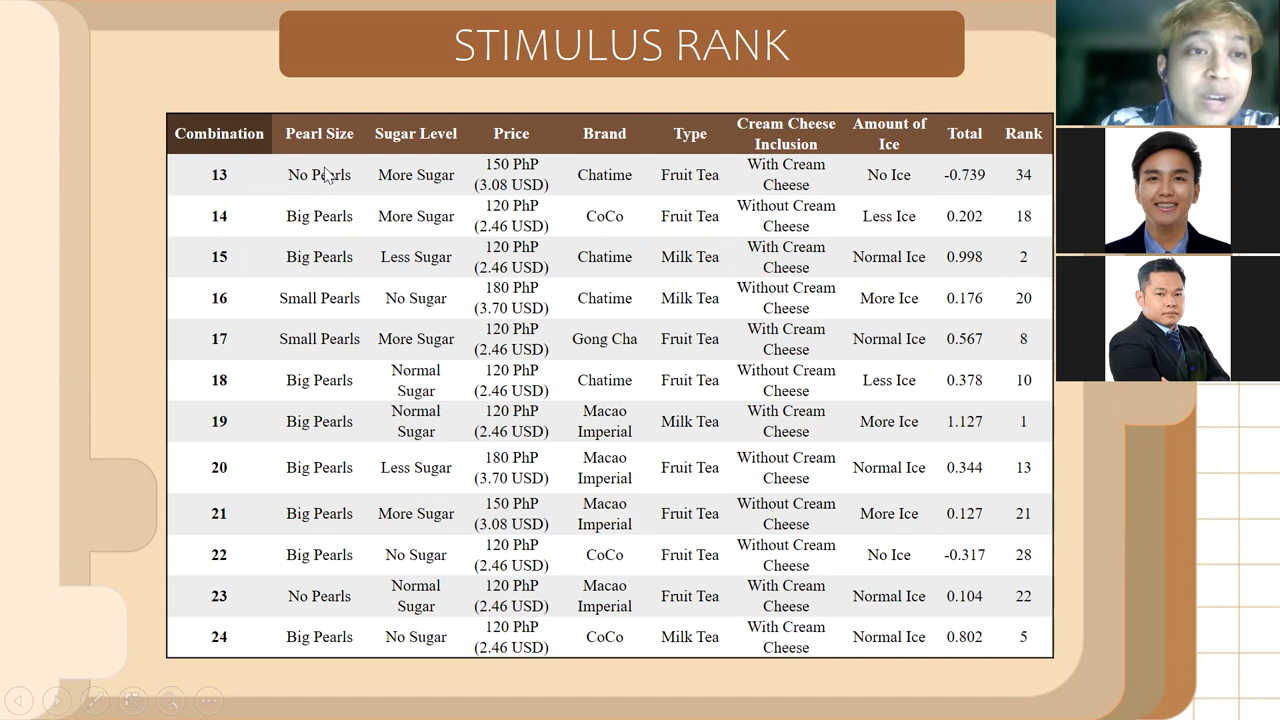 STIMULUS RANK
Combination Pearl Size Sugar Level Price Brand Type Cream Cheese Inclusion Amount of Ice Total Rank
13 No Pearls More Sugar 150 PhP (3.08 USD) Chatime Fruit Tea With Cream Cheese No Ice -0.739 34
14 Big Pearls More Sugar 120 PhP (2.46 USD) CoCo Fruit Tea Without Cream Cheese Less Ice 0.202 18
15 Big Pearls Less Sugar 120 PhP (2.46 USD) Chatime Milk Tea With Cream Cheese Normal Ice 0.998 2
16 Small Pearls No Sugar 180 PhP (3.70 USD) Chatime Milk Tea Without Cream Cheese More Ice 0.176 20
17 Small Pearls More Sugar 120 PhP (2.46 USD) Gong Cha Fruit Tea With Cream Cheese Normal Ice 0.567 8
18 Big Pearls Normal Sugar 120 PhP (2.46 USD) Chatime Fruit Tea Without Cream Cheese Less Ice 0.378 10
19 Big Pearls Normal Sugar 120 PhP (2.46 USD) Macao Imperial Milk Tea With Cream Cheese More Ice 1.127 1
20 Big Pearls Less Sugar 180 PhP (3.70 USD) Macao Imperial Fruit Tea Without Cream Cheese Normal Ice 0.344 13
21 Big Pearls More Sugar 150 PhP (3.08 USD) Macao Imperial Fruit Tea Without Cream Cheese More Ice 0.127 21
22 Big Pearls No Sugar 120 PhP (2.46 USD) CoCo Fruit Tea Without Cream Cheese No Ice -0.317 28
23 No Pearls Normal Sugar 120 PhP (2.46 USD) Macao Imperial Fruit Tea With Cream Cheese Normal Ice 0.104 22
24 Big Pearls No Sugar 120 PhP (2.46 USD) CoCo Milk Tea With Cream Cheese Normal Ice 0.802 5